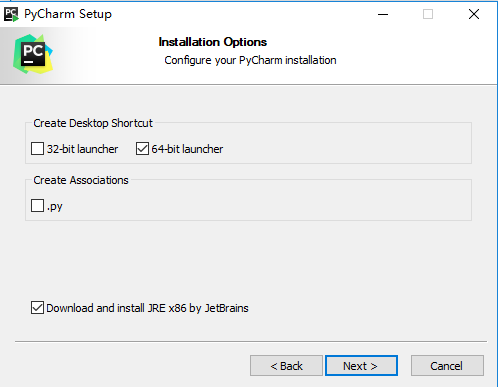 PC PyCharm Setup
PC
Installation Options
Configure your PyCharm installation
Create Desktop Shortcut
32-bit launcher 64-bit launcher
Create Associations
.py
Download and install JRE x86 by JetBrains
< Back Next > Cancel